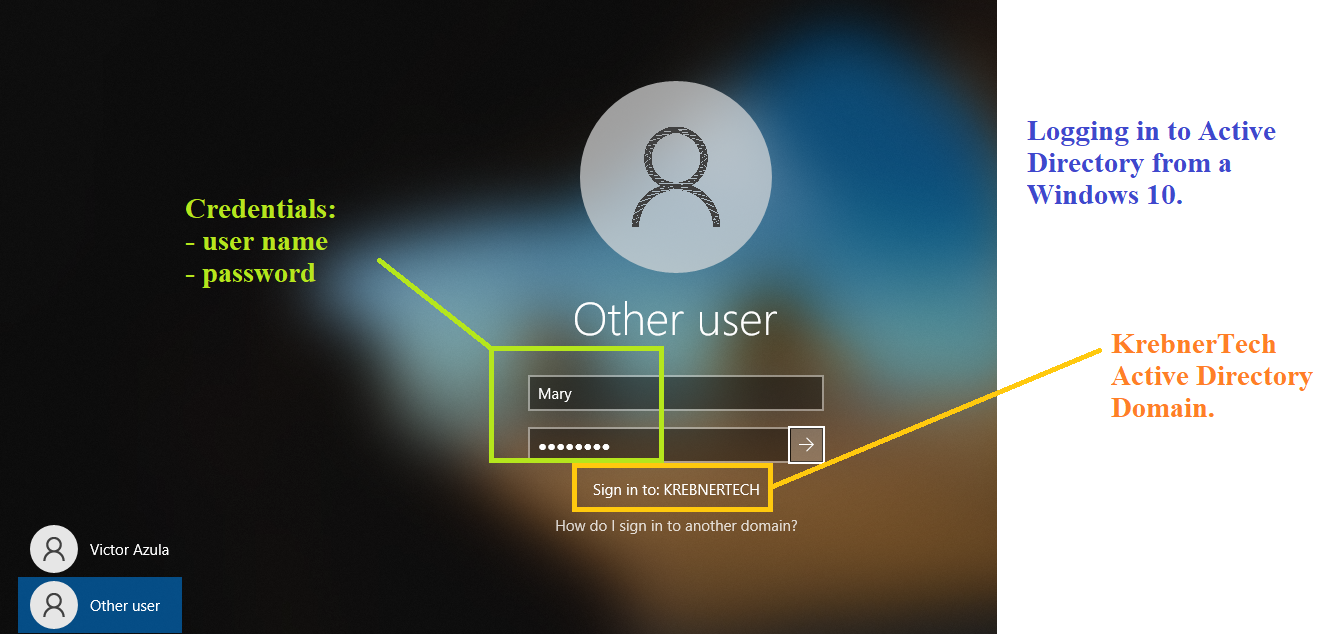 Logging in to Active
Directory from a
Windows 10.
Credentials:
- user name
- password
Other user
Mary
Sign in to: KREBNERTECH
How do I sign in to another domain?
KrebnerTech
Active Directory
Domain.
Victor Azula
Other user